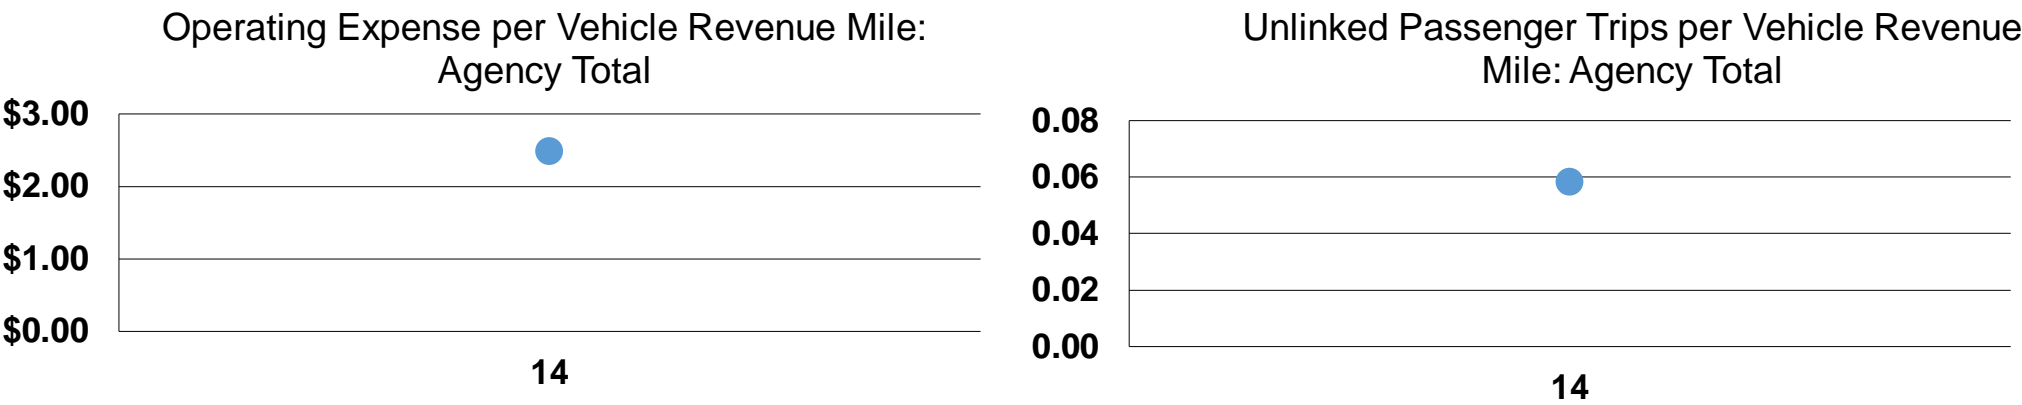 Operating Expense per Vehicle Revenue Mile:
Agency Total
$3.00
$2.00
$1.00
$0.00
14
Unlinked Passenger Trips per Vehicle Revenue
Mile: Agency Total
0.08
0.06
0.04
0.02
0.00
14